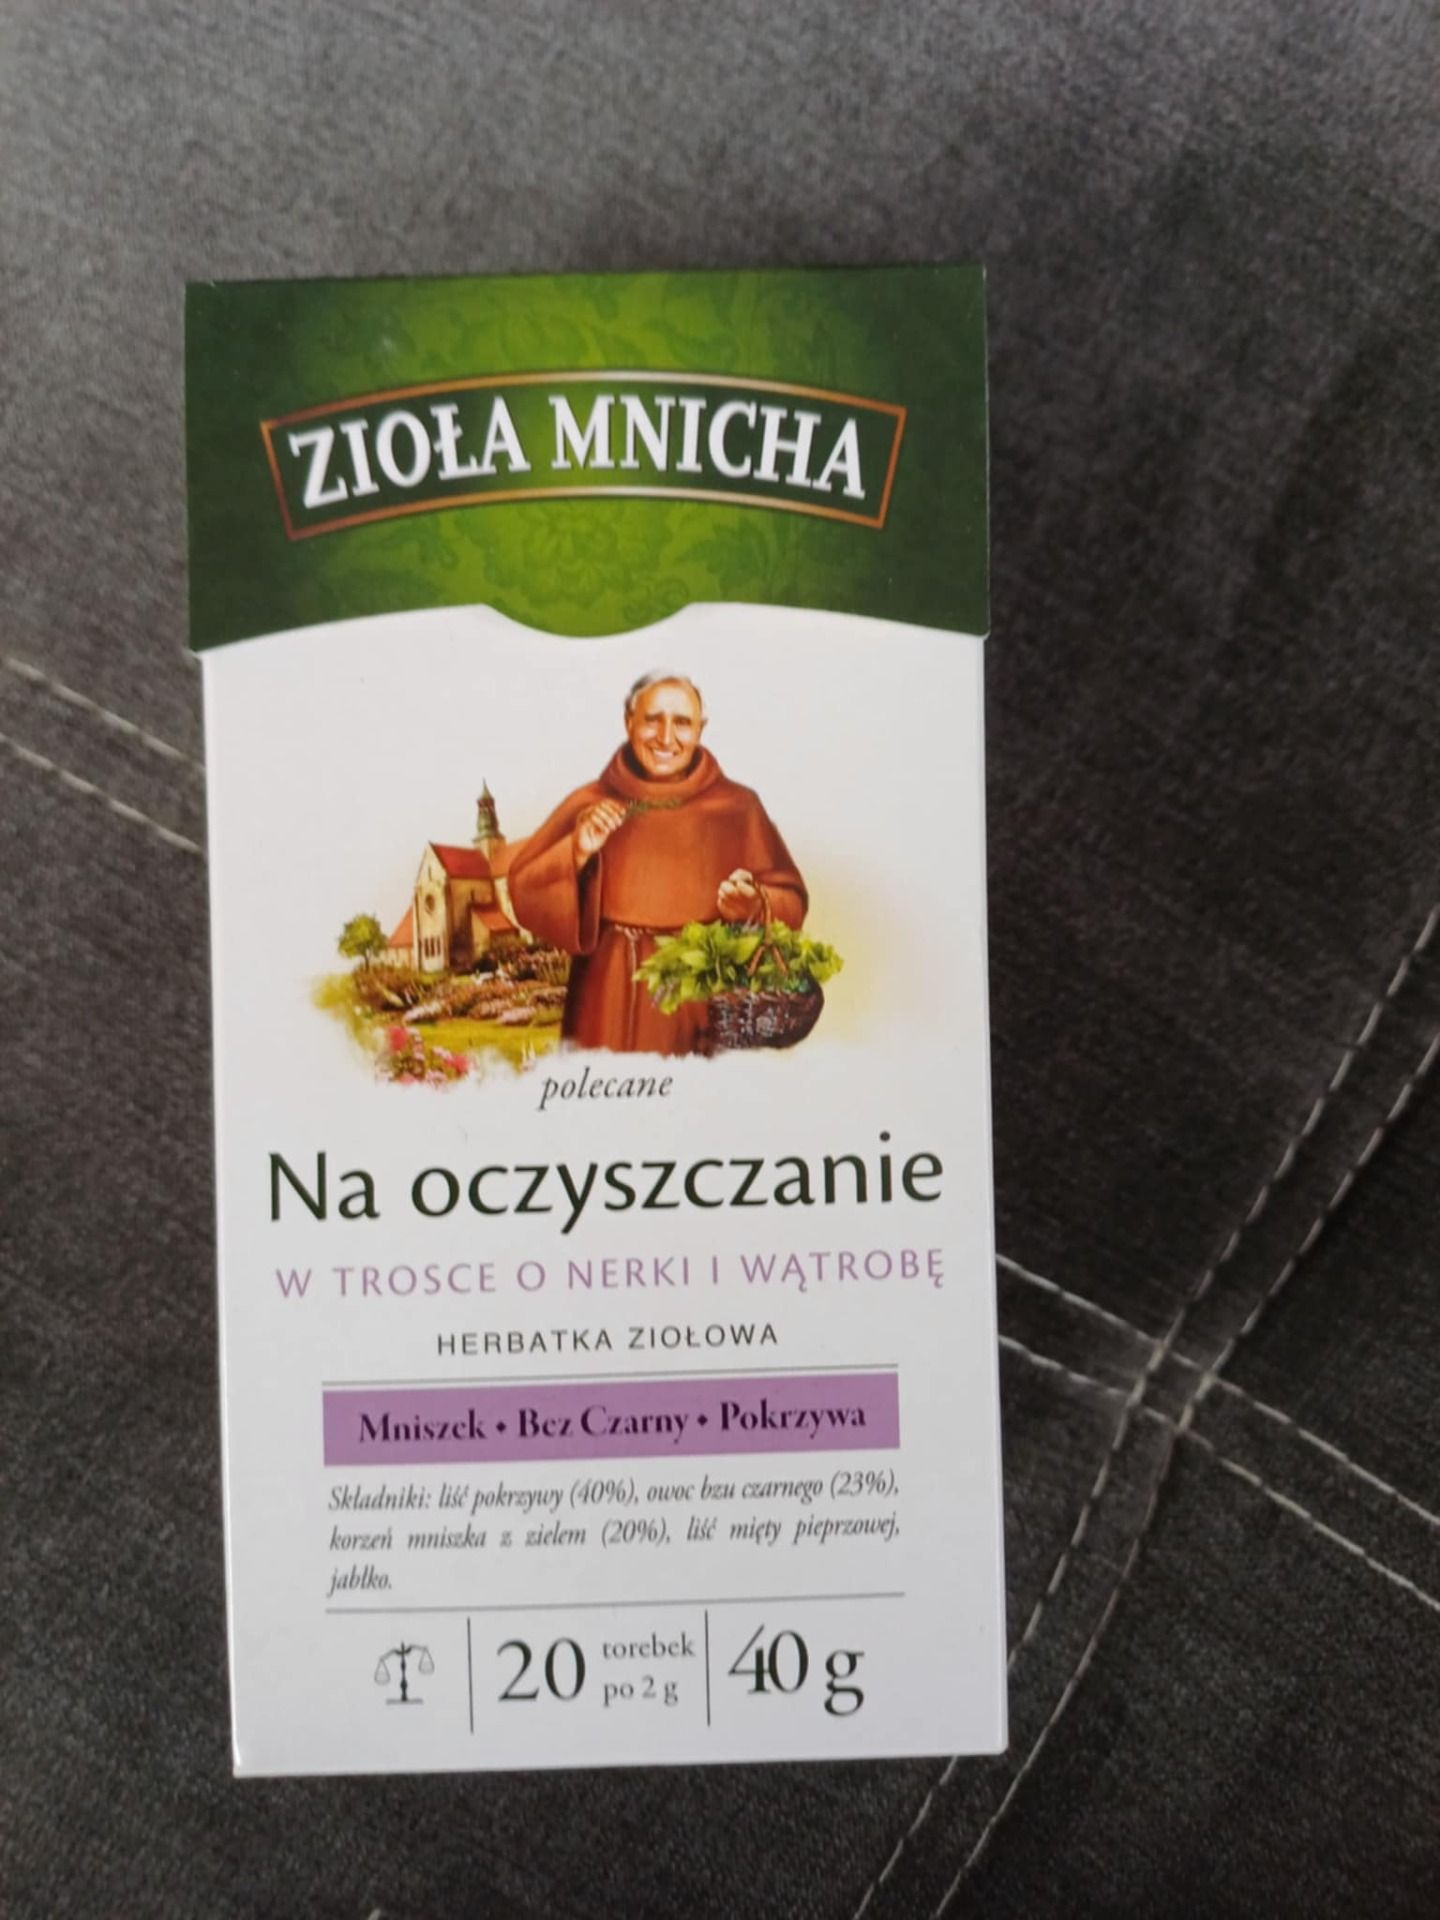 ZIOŁA MNICHA
polecane
Na oczyszczanie
W TROSCE O NERKI I WĄTROBĘ
HERBATKA ZIOŁOWA
Mniszek • Bez Czarny • Pokrzywa
Składniki: liść pokrzywy (40%), owoc bzu czarnego (23%),
korzeń mniszka z zielem (20%), liść mięty pieprzowej,
jabłko.
20 torebek po 2 g
40 g